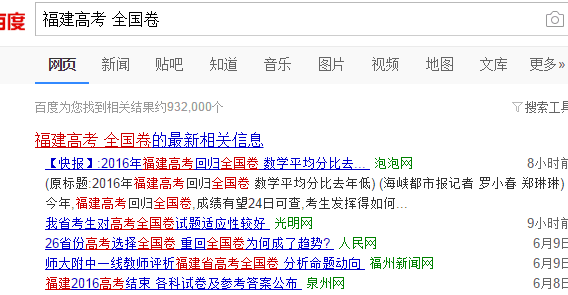 百度 福建高考 全国卷
网页 新闻 贴吧 知道 音乐 图片 视频 地图 文库 更多»
百度为您找到相关结果约932,000个 搜索工具
福建高考 全国卷的最新相关信息
【快报】:2016年福建高考回归全国卷 数学平均分比去... 泡泡网 8小时前
(原标题:2016年福建高考回归全国卷 数学平均分比去年低) (海峡都市报记者 罗小春 郑琳琳)
今年,福建高考回归全国卷,成绩有望24日可查,考生发挥得如何...
我省考生对高考全国卷试题适应性较好 光明网 9小时前
26省份高考选择全国卷 重回全国卷为何成了趋势? 人民网 6月9日
师大附中一线教师评析福建省高考全国卷 分析命题动向 福州新闻网 6月9日
福建2016高考结束 各科试卷及参考答案公布 泉州网 6月8日